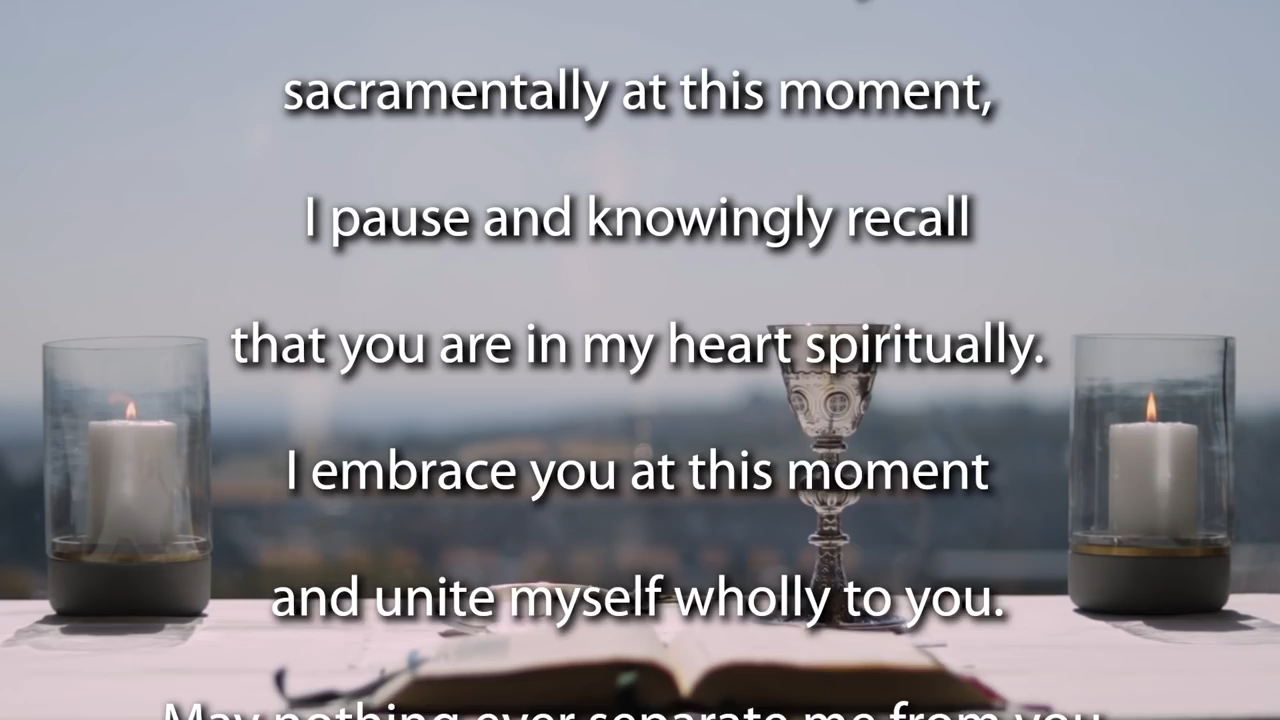 sacramentally at this moment,
I pause and knowingly recall
that you are in my heart spiritually.
I embrace you at this moment
and unite myself wholly to you.
May nothing ever separate me from you